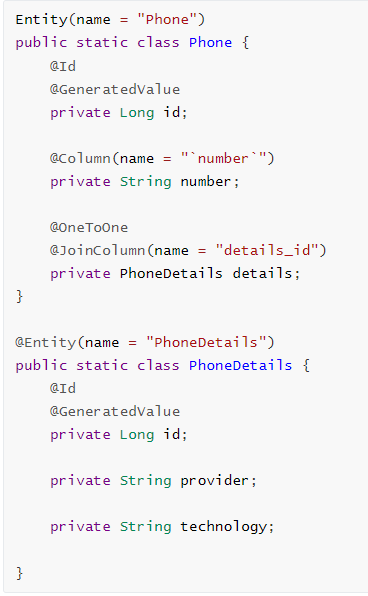 Entity(name = "Phone")
public static class Phone {
    @Id
    @GeneratedValue
    private Long id;

    @Column(name = "`number`")
    private String number;

    @OneToOne
    @JoinColumn(name = "details_id")
    private PhoneDetails details;
}

@Entity(name = "PhoneDetails")
public static class PhoneDetails {
    @Id
    @GeneratedValue
    private Long id;

    private String provider;

    private String technology;

}